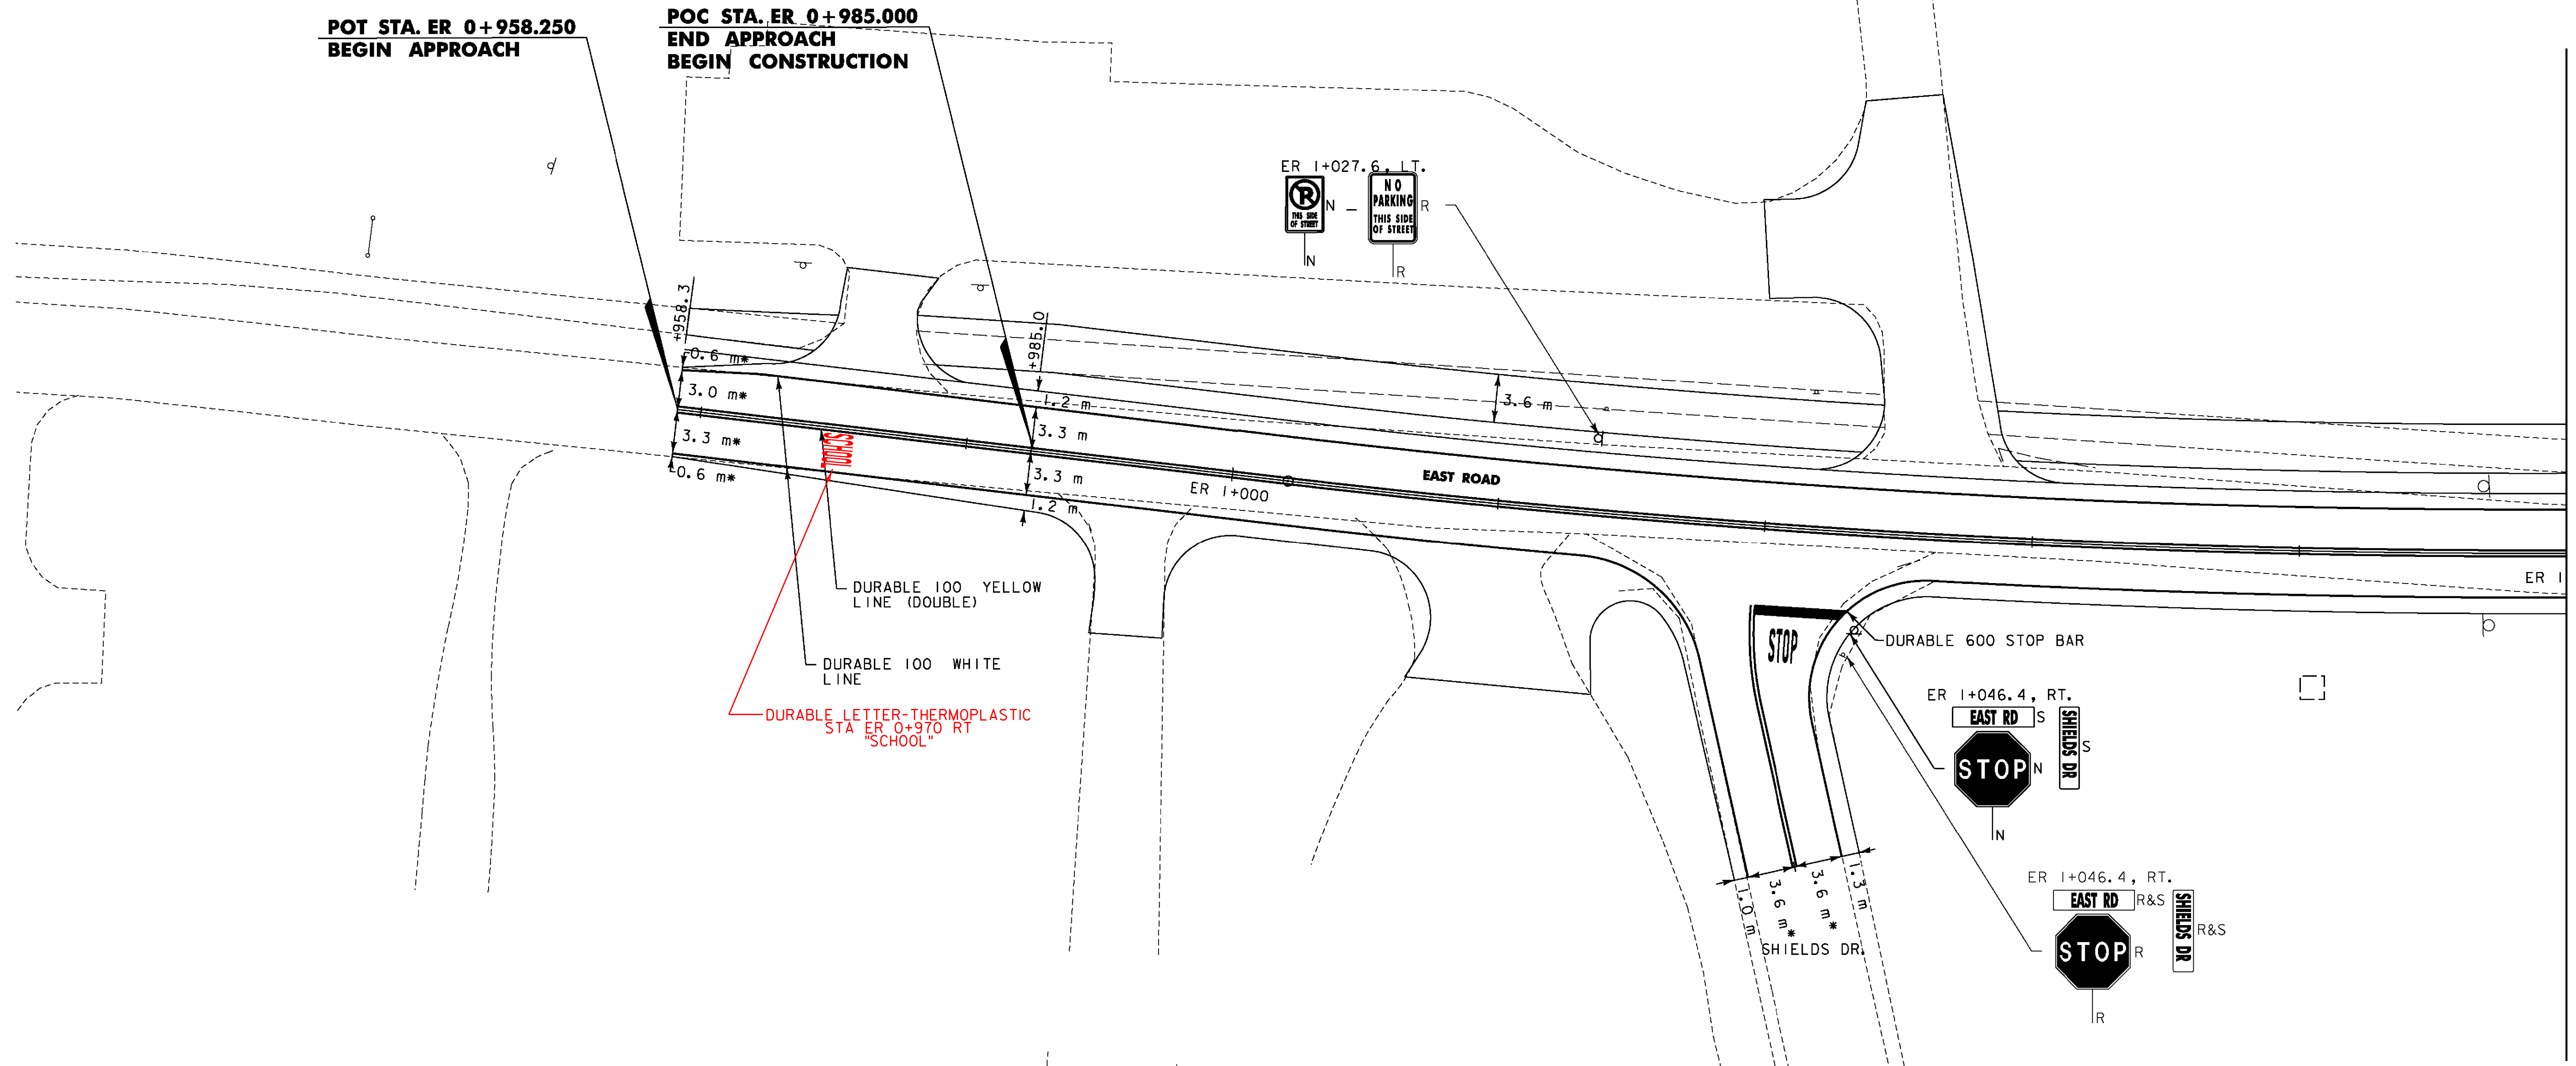 POT STA. ER 0+958.250
BEGIN APPROACH
POC STA. ER 0+985.000
END APPROACH
BEGIN CONSTRUCTION
ER 1+027.6, LT.
P
THIS SIDE
OF STREET
N
–
NO
PARKING
THIS SIDE
OF STREET
R
N
R
+958.3
+985.0
0.6 m*
3.0 m*
3.3 m*
0.6 m*
1.2 m
3.3 m
3.3 m
1.2 m
3.6 m
SCHOOL
EAST ROAD
ER 1+000
ER 1
DURABLE 100 YELLOW
LINE (DOUBLE)
DURABLE 100 WHITE
LINE
DURABLE LETTER-THERMOPLASTIC
STA ER 0+970 RT
"SCHOOL"
STOP
DURABLE 600 STOP BAR
ER 1+046.4, RT.
EAST RD S
SHIELDS DR S
STOP N
N
ER 1+046.4, RT.
EAST RD R&S
SHIELDS DR R&S
STOP R
R
1.0 m
3.6 m*
3.6 m*
1.3 m
SHIELDS DR.